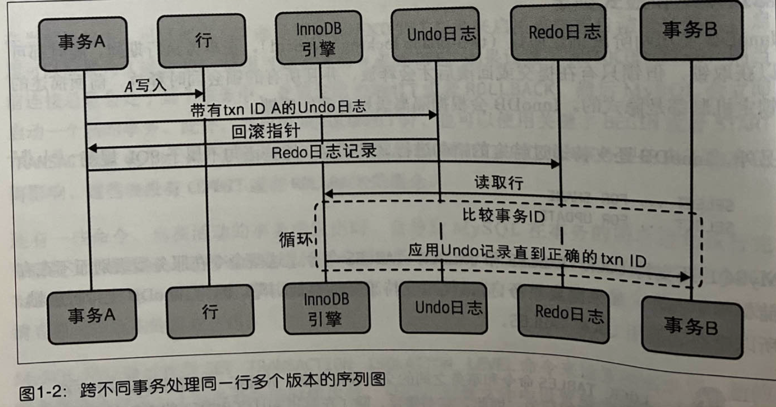 事务A
行
InnoDB
引擎
Undo日志
Redo日志
事务B
A写入
带有txn ID A的Undo日志
回滚指针
Redo日志记录
读取行
比较事务ID
循环
应用Undo记录直到正确的txn ID
事务A
行
InnoDB
引擎
Undo日志
Redo日志
事务B
图1-2：跨不同事务处理同一行多个版本的序列图